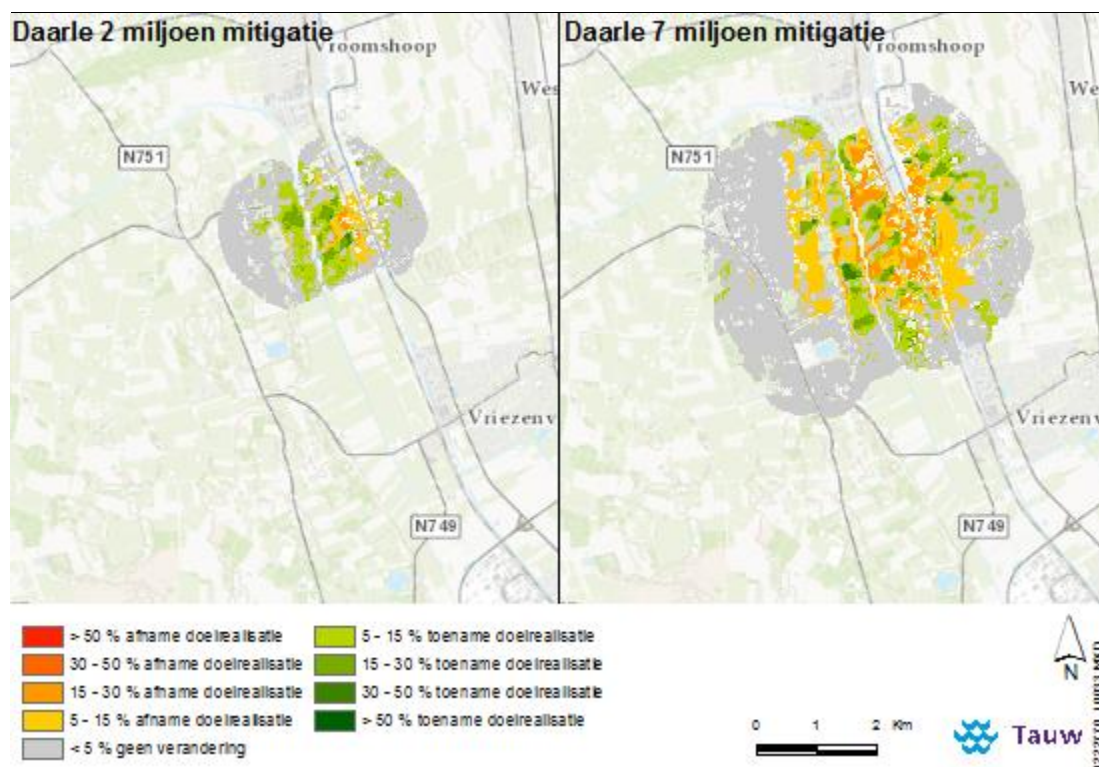 Daarle 2 miljoen mitigatie
Vroomshoop
Wes
N751
Vriezenv
N749
Daarle 7 miljoen mitigatie
Vroomshoop
We
N751
Vriezenv
N749
> 50 % afname doelrealisatie
30 - 50 % afname doelrealisatie
15 - 30 % afname doelrealisatie
5 - 15 % afname doelrealisatie
< 5 % geen verandering
5 - 15 % toename doelrealisatie
15 - 30 % toename doelrealisatie
30 - 50 % toename doelrealisatie
> 50 % toename doelrealisatie
0 1 2 Km
N
Tauw